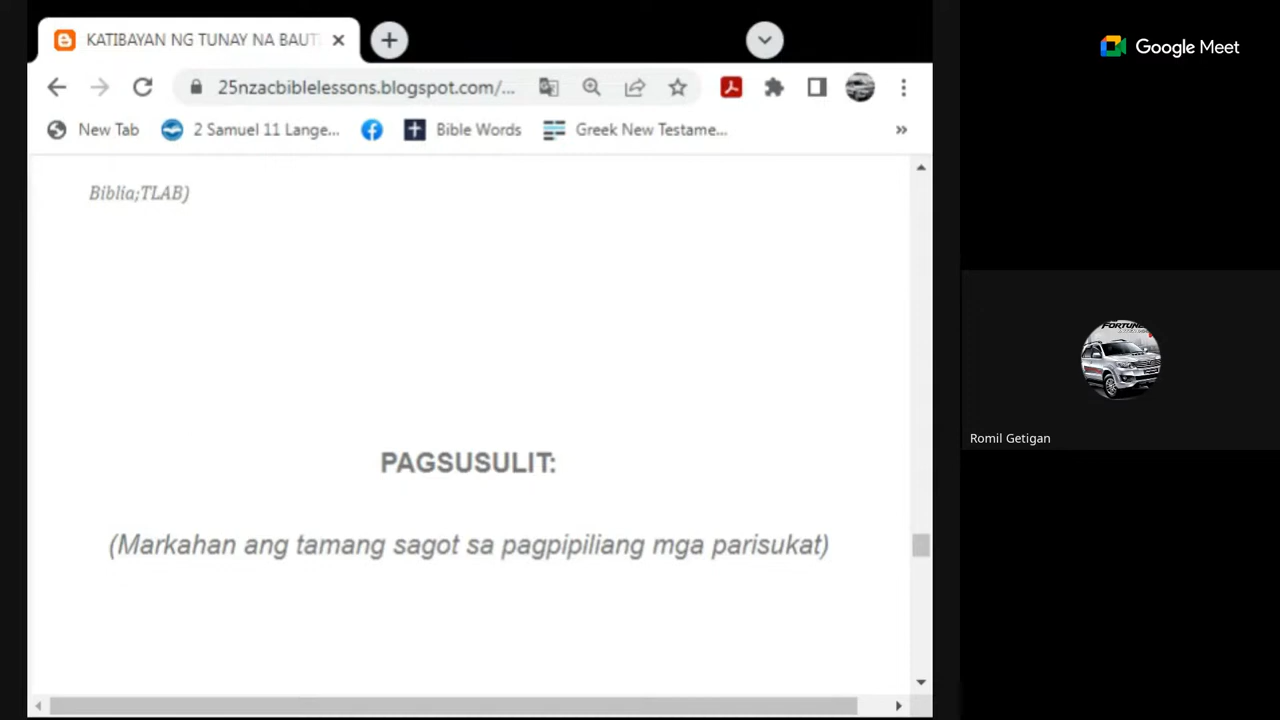 KATIBAYAN NG TUNAY NA BAUT
25nzacbiblelessons.blogspot.com/...
New Tab
2 Samuel 11 Lange...
Bible Words
Greek New Testame...
»
Biblia;TLAB)
PAGSUSULIT:
(Markahan ang tamang sagot sa pagpipiliang mga parisukat)
Google Meet
FORTUNER
Romil Getigan